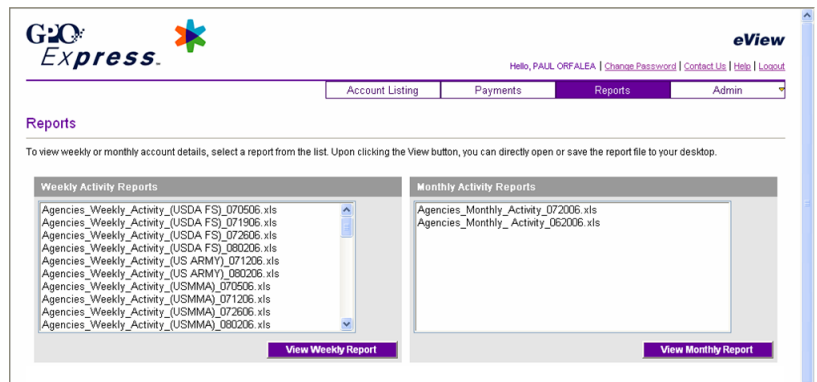 GPO
Express
eView
Hello, PAUL ORFALEA | Change Password | Contact Us | Help | Logout
Account Listing Payments Reports Admin
Reports
To view weekly or monthly account details, select a report from the list. Upon clicking the View button, you can directly open or save the report file to your desktop.
Weekly Activity Reports
Agencies_Weekly_Activity_(USDA FS)_070506.xls
Agencies_Weekly_Activity_(USDA FS)_071906.xls
Agencies_Weekly_Activity_(USDA FS)_072606.xls
Agencies_Weekly_Activity_(USDA FS)_080206.xls
Agencies_Weekly_Activity_(US ARMY)_071206.xls
Agencies_Weekly_Activity_(US ARMY)_080206.xls
Agencies_Weekly_Activity_(USMMA)_070506.xls
Agencies_Weekly_Activity_(USMMA)_071206.xls
Agencies_Weekly_Activity_(USMMA)_072606.xls
Agencies_Weekly_Activity_(USMMA)_080206.xls
View Weekly Report
Monthly Activity Reports
Agencies_Monthly_Activity_072006.xls
Agencies_Monthly_ Activity_062006.xls
View Monthly Report